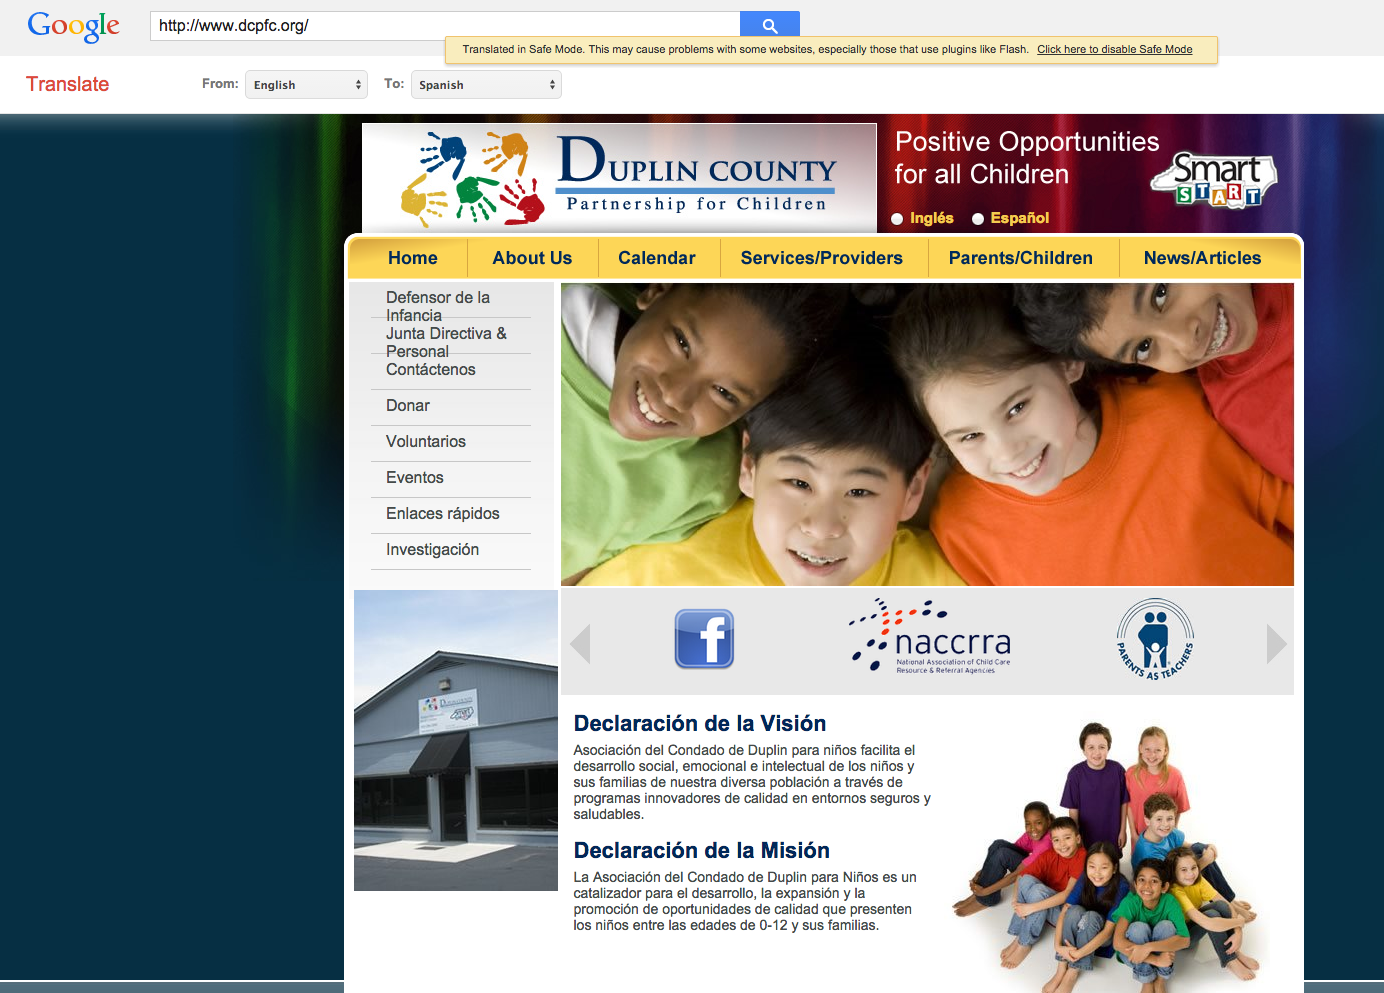 Google
http://www.dcpfc.org/
Translated in Safe Mode. This may cause problems with some websites, especially those that use plugins like Flash. Click here to disable Safe Mode
Translate
From: English To: Spanish
DUPLIN COUNTY
Partnership for Children
Positive Opportunities
for all Children
Smart
START
Inglés Español
Home About Us Calendar Services/Providers Parents/Children News/Articles
Defensor de la
Infancia
Junta Directiva &
Personal
Contáctenos
Donar
Voluntarios
Eventos
Enlaces rápidos
Investigación
f
naccrra
National Association of Child Care
Resource & Referral Agencies
PARENTS AS TEACHERS
Declaración de la Visión
Asociación del Condado de Duplin para niños facilita el
desarrollo social, emocional e intelectual de los niños y
sus familias de nuestra diversa población a través de
programas innovadores de calidad en entornos seguros y
saludables.
Declaración de la Misión
La Asociación del Condado de Duplin para Niños es un
catalizador para el desarrollo, la expansión y la
promoción de oportunidades de calidad que presenten
los niños entre las edades de 0-12 y sus familias.